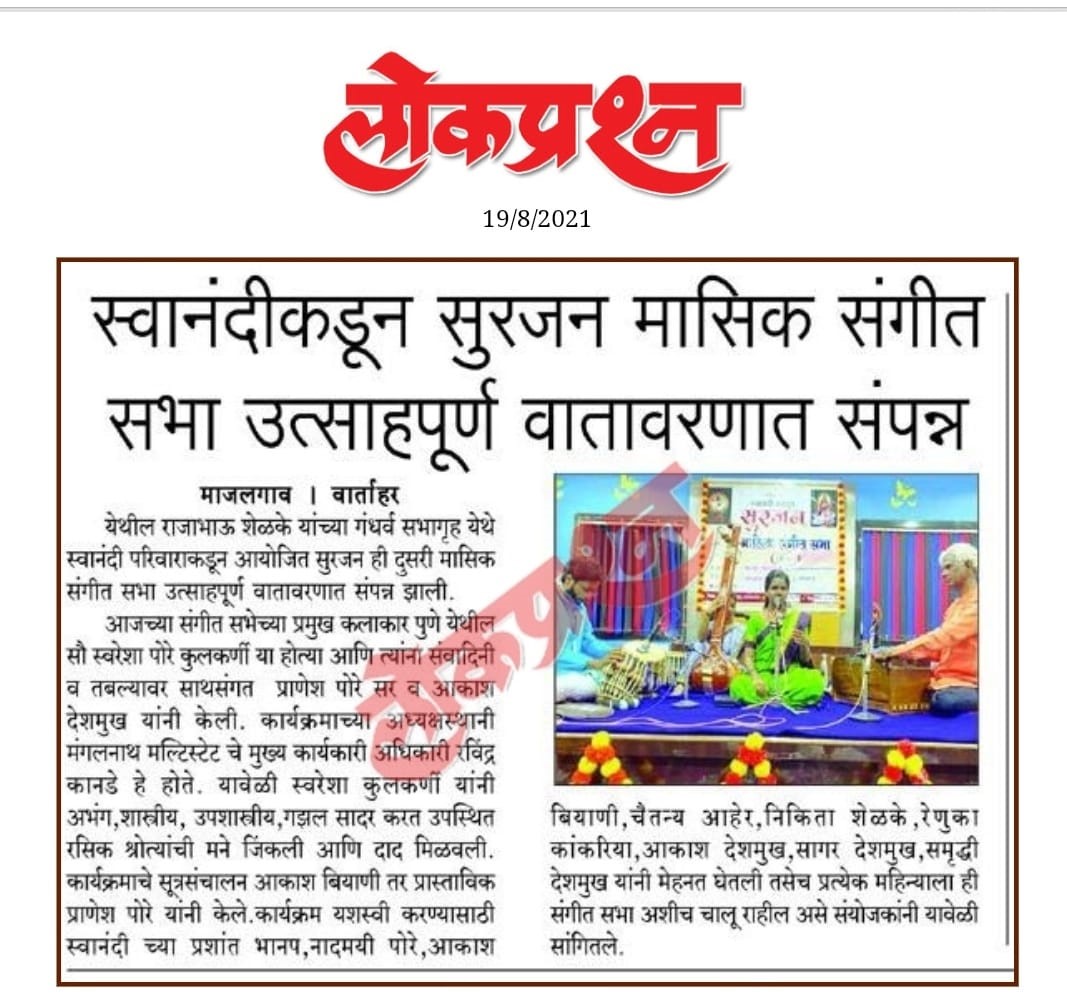 लोकप्रश्न
19/8/2021
स्वानंदीकडून सुरजन मासिक संगीत
सभा उत्साहपूर्ण वातावरणात संपन्न
माजलगाव । वार्ताहर
येथील राजाभाऊ शेळके यांच्या गंधर्व सभागृह येथे
स्वानंदी परिवाराकडून आयोजित सुरजन ही दुसरी मासिक
संगीत सभा उत्साहपूर्ण वातावरणात संपन्न झाली.
आजच्या संगीत सभेच्या प्रमुख कलाकार पुणे येथील
सौ स्वरेशा पोरे कुलकर्णी या होत्या आणि त्यांना संवादिनी
व तबल्यावर साथसंगत प्राणेश पोरे सर व आकाश
देशमुख यांनी केली. कार्यक्रमाच्या अध्यक्षस्थानी
मंगलनाथ मल्टिस्टेट चे मुख्य कार्यकारी अधिकारी रविंद्र
कानडे हे होते. यावेळी स्वरेशा कुलकर्णी यांनी
अभंग,शास्त्रीय, उपशास्त्रीय,गझल सादर करत उपस्थित
रसिक श्रोत्यांची मने जिंकली आणि दाद मिळवली.
कार्यक्रमाचे सूत्रसंचालन आकाश बियाणी तर प्रास्ताविक
प्राणेश पोरे यांनी केले.कार्यक्रम यशस्वी करण्यासाठी
स्वानंदी च्या प्रशांत भानप,नादमयी पोरे,आकाश
सुरजन
मासिक संगीत सभा
बियाणी,चैतन्य आहेर,निकिता शेळके,रेणुका
कांकरिया,आकाश देशमुख,सागर देशमुख,समृद्धी
देशमुख यांनी मेहनत घेतली तसेच प्रत्येक महिन्याला ही
संगीत सभा अशीच चालू राहील असे संयोजकांनी यावेळी
सांगितले.
लोकप्रश्न